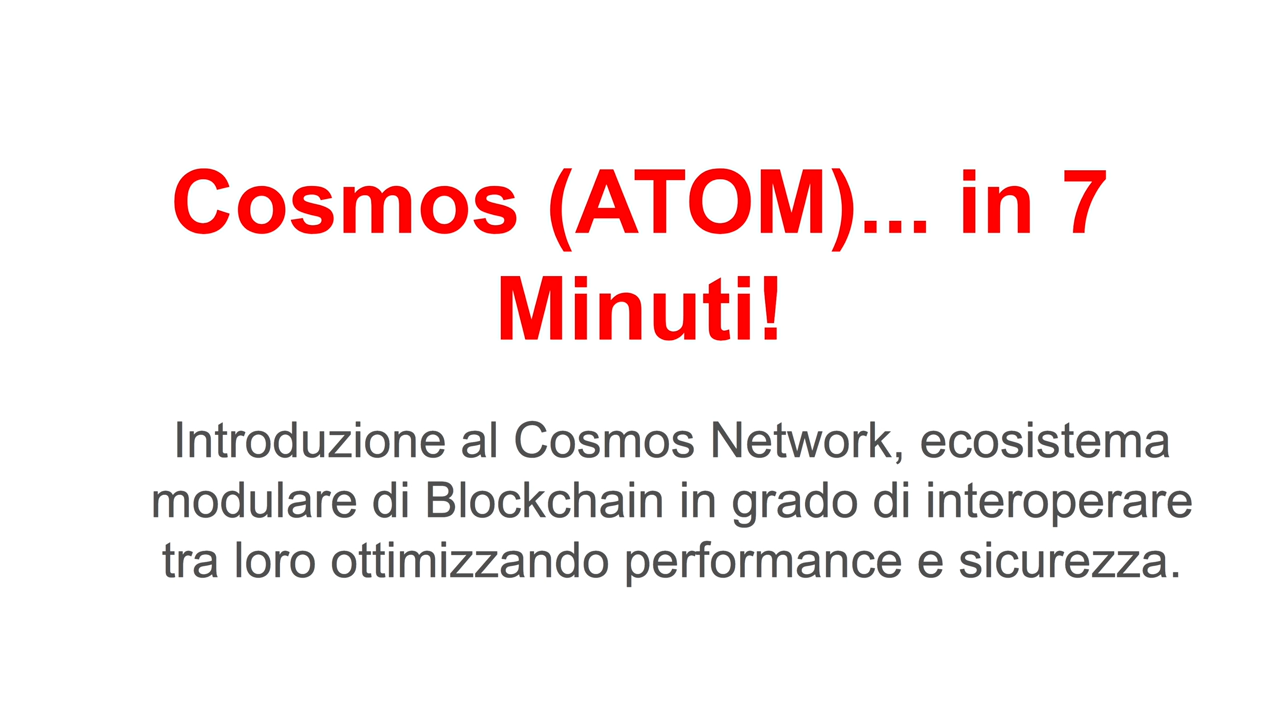 Cosmos (ATOM)... in 7
Minuti!
Introduzione al Cosmos Network, ecosistema
modulare di Blockchain in grado di interoperare
tra loro ottimizzando performance e sicurezza.